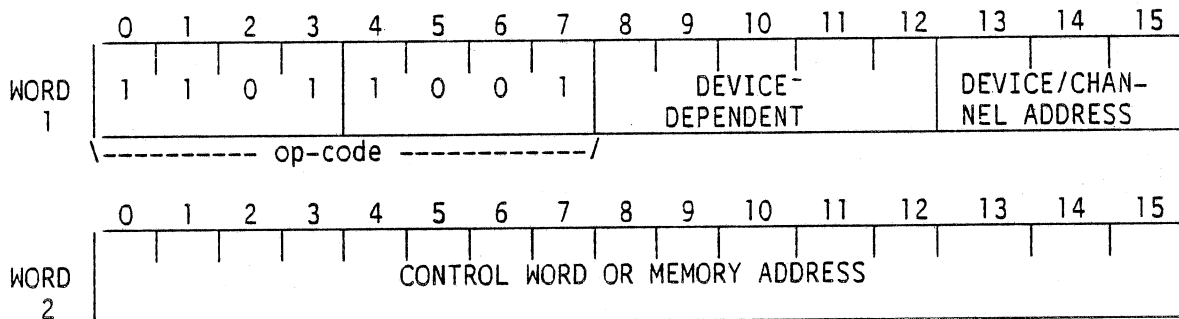 0 1 2 3 4 5 6 7 8 9 10 11 12 13 14 15
WORD 1 1 0 1 1 0 0 1 DEVICE- DEVICE/CHAN-
1 DEPENDENT NEL ADDRESS
\---------- op-code ------------/
0 1 2 3 4 5 6 7 8 9 10 11 12 13 14 15
WORD CONTROL WORD OR MEMORY ADDRESS
2